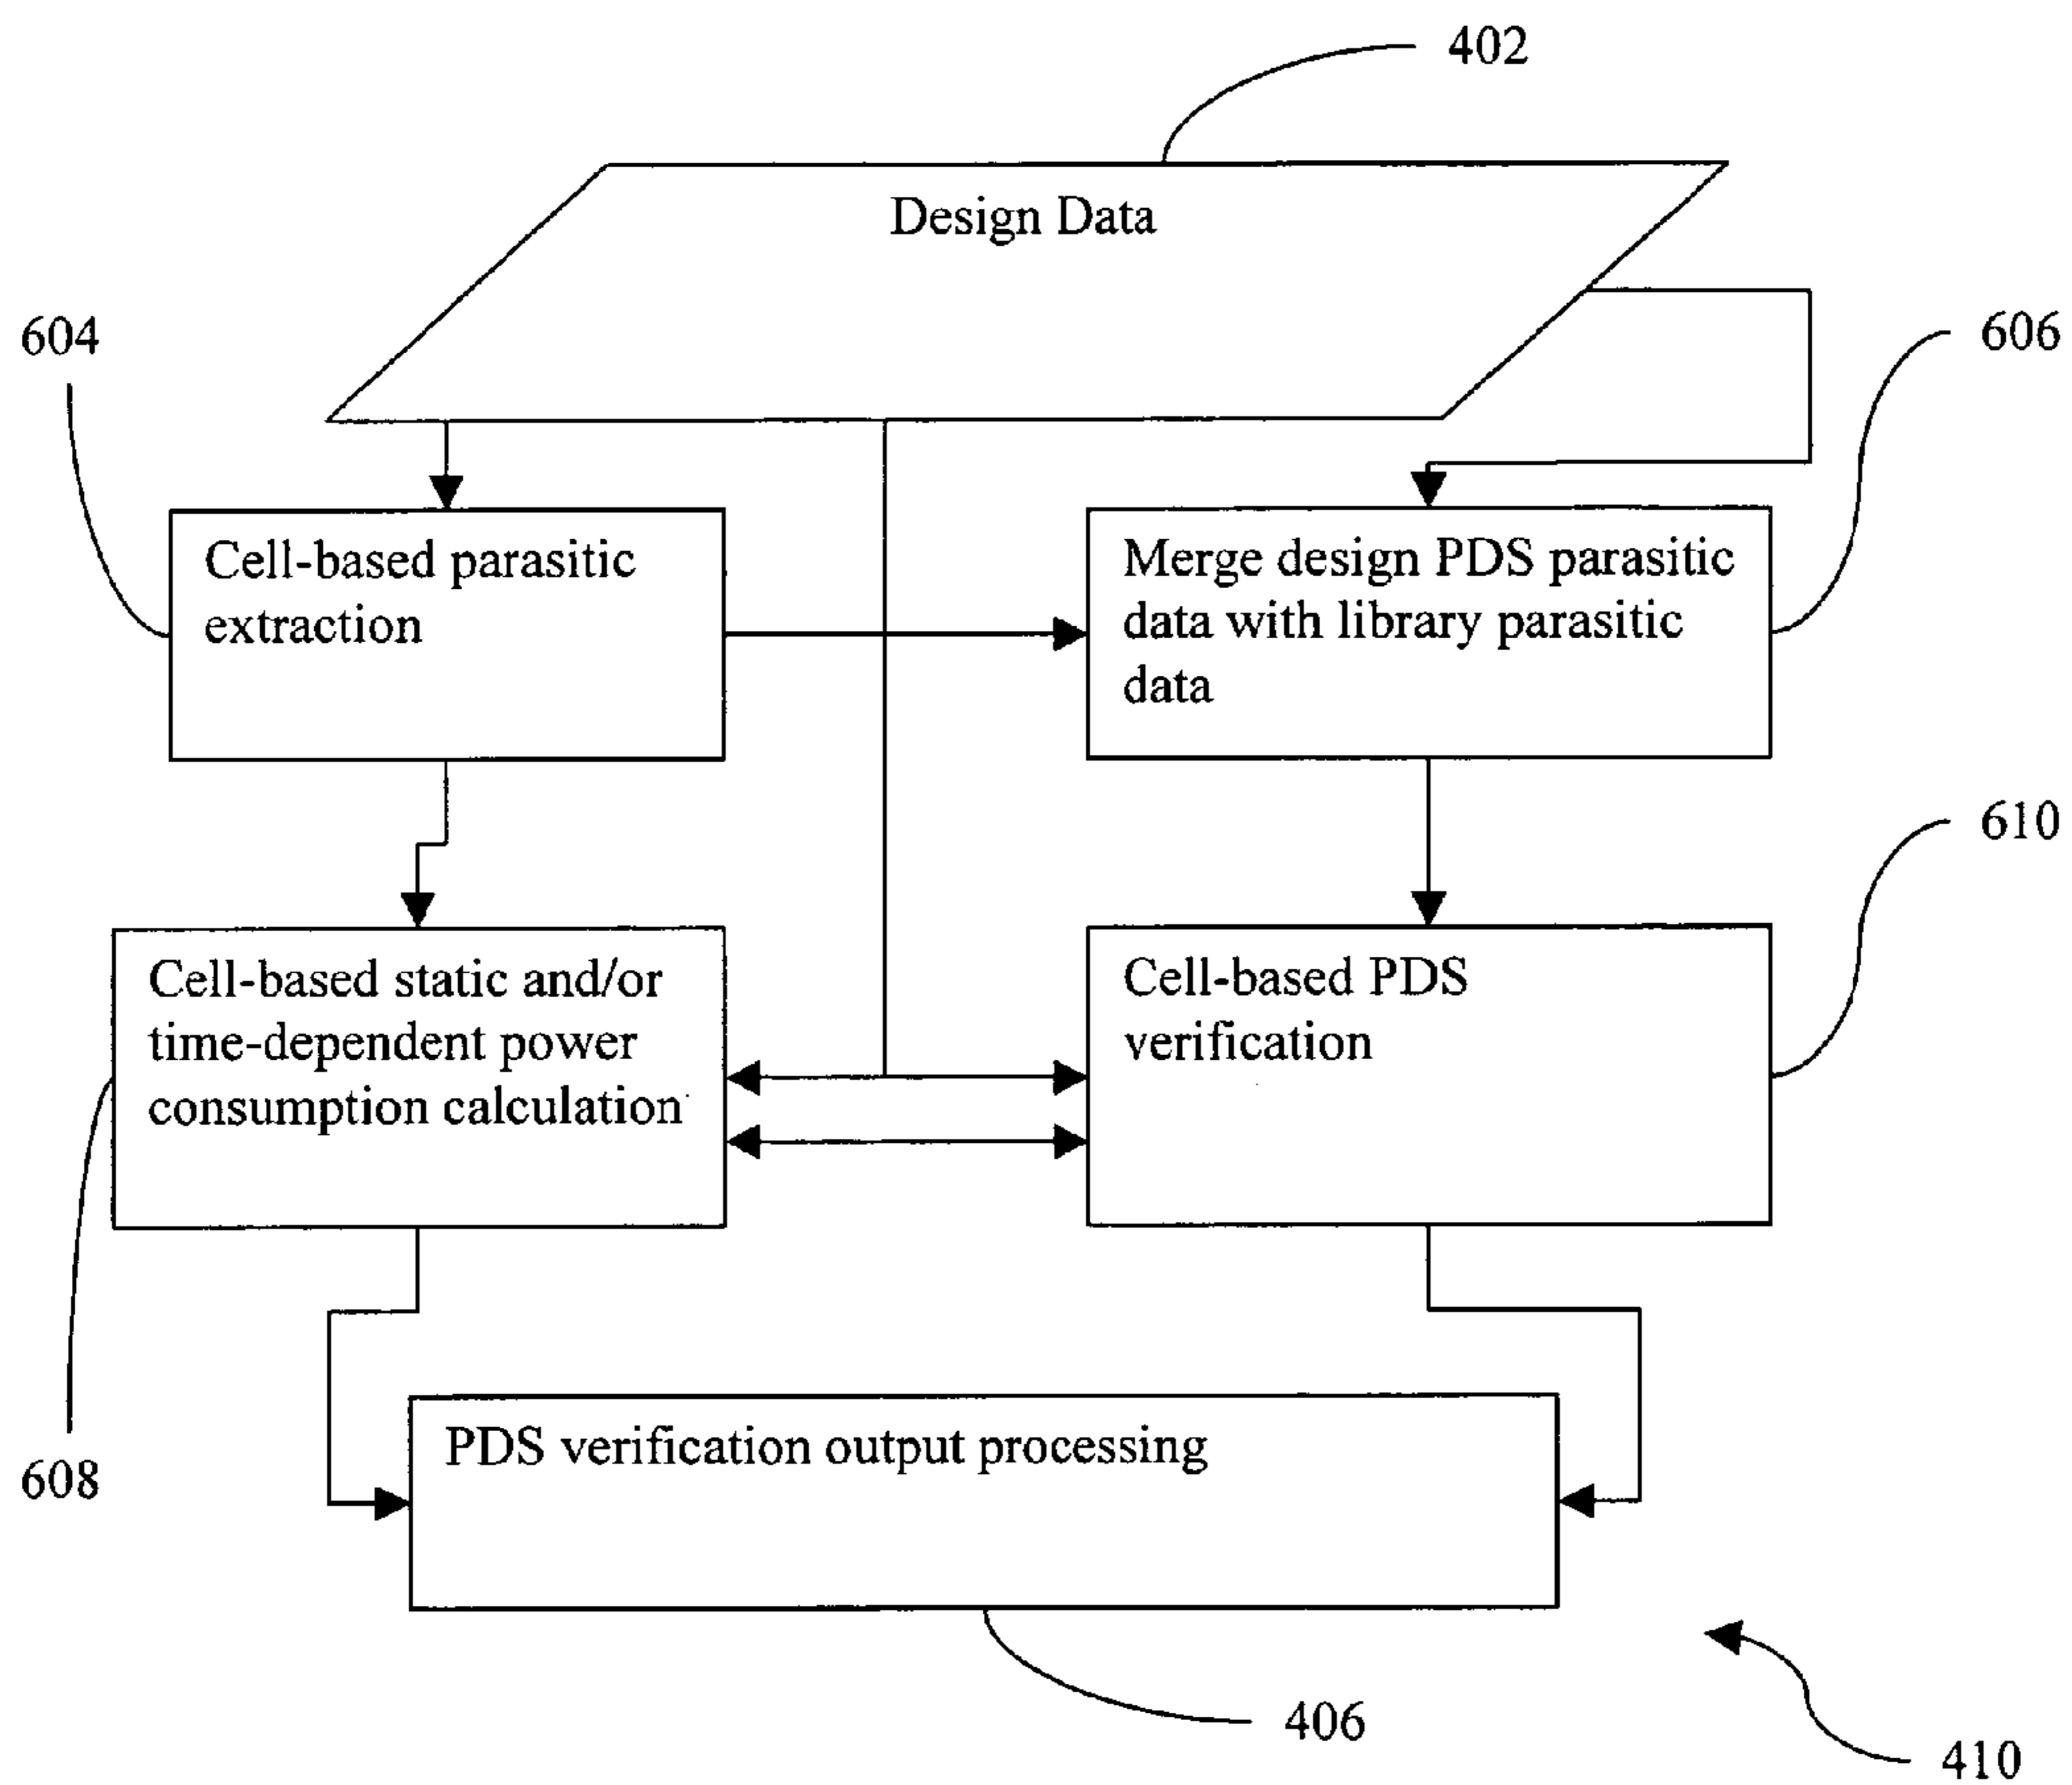 402
Design Data
604
606
Cell-based parasitic
extraction
Merge design PDS parasitic
data with library parasitic
data
610
Cell-based static and/or
time-dependent power
consumption calculation
Cell-based PDS
verification
608
PDS verification output processing
406
410